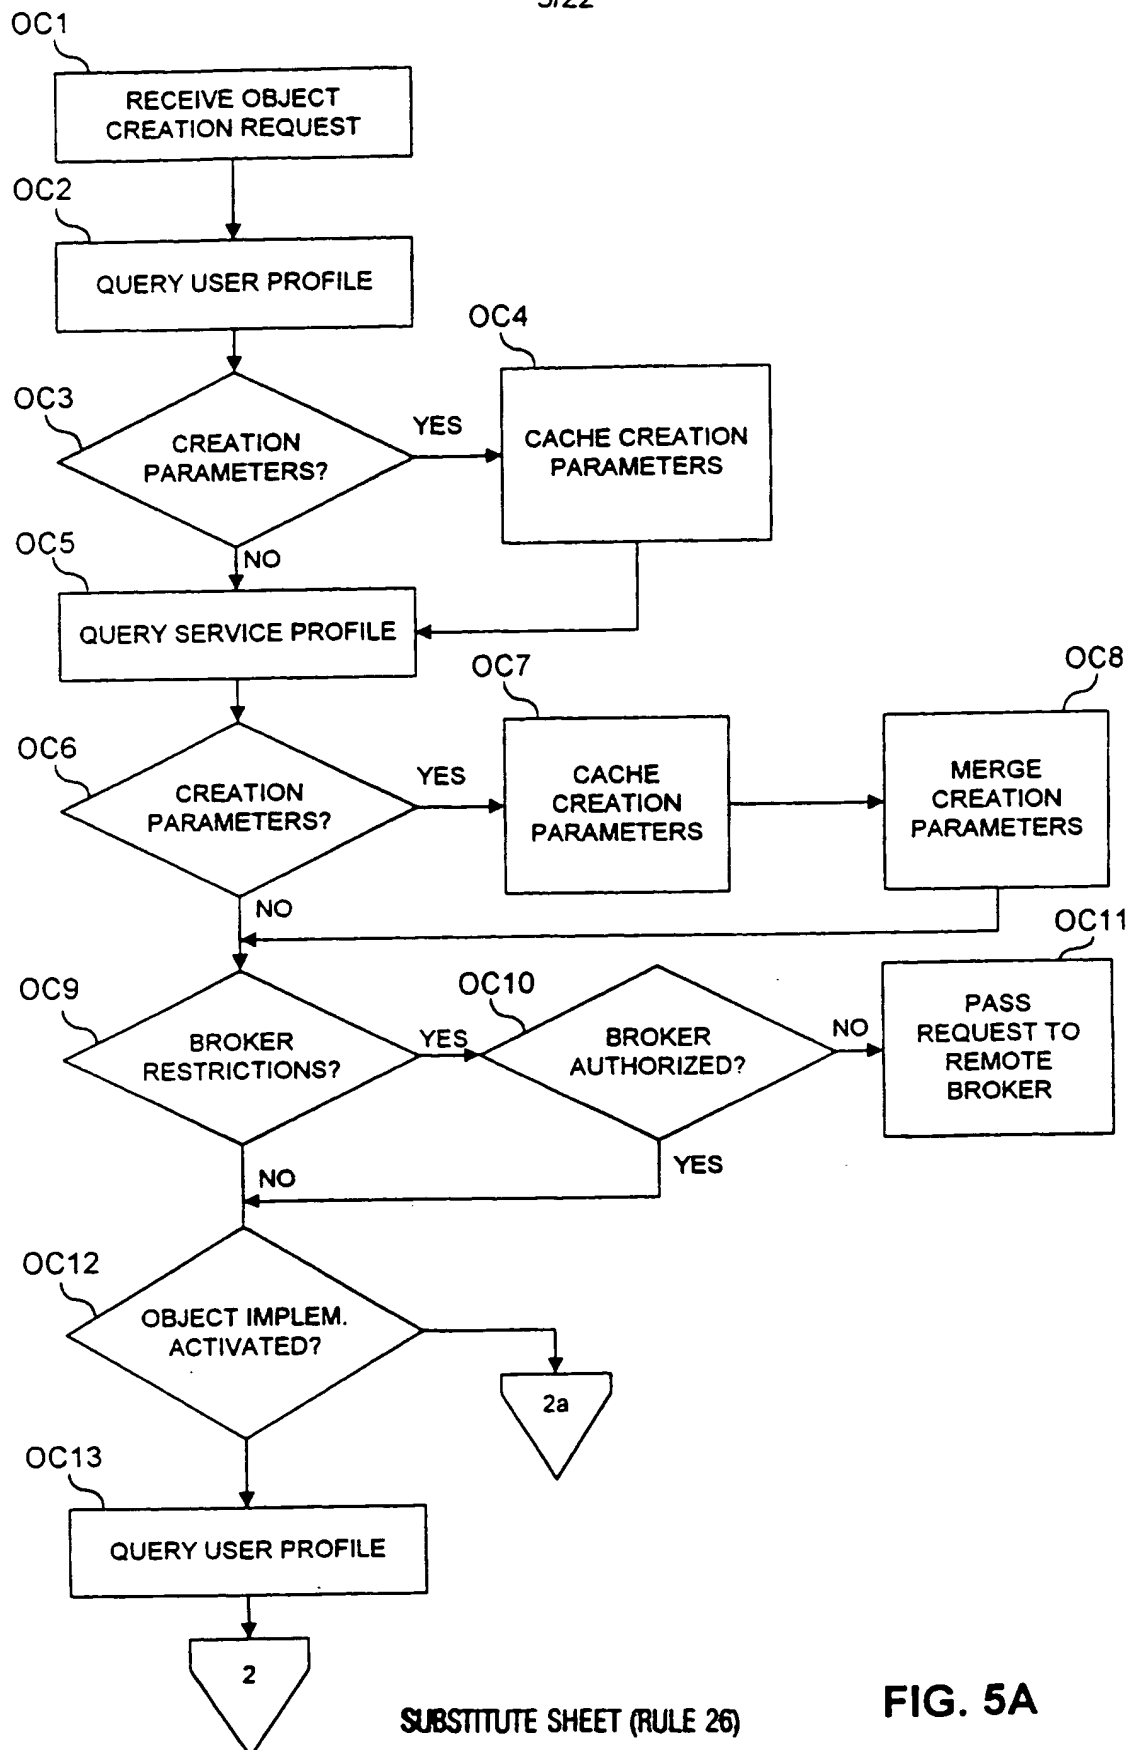 OC1
RECEIVE OBJECT
CREATION REQUEST
OC2
QUERY USER PROFILE
OC3
CREATION
PARAMETERS?
YES
OC4
CACHE CREATION
PARAMETERS
NO
OC5
QUERY SERVICE PROFILE
OC6
CREATION
PARAMETERS?
YES
OC7
CACHE
CREATION
PARAMETERS
OC8
MERGE
CREATION
PARAMETERS
NO
OC9
BROKER
RESTRICTIONS?
YES
OC10
BROKER
AUTHORIZED?
NO
OC11
PASS
REQUEST TO
REMOTE
BROKER
NO
YES
OC12
OBJECT IMPLEM.
ACTIVATED?
2a
OC13
QUERY USER PROFILE
2
SUBSTITUTE SHEET (RULE 26)
FIG. 5A